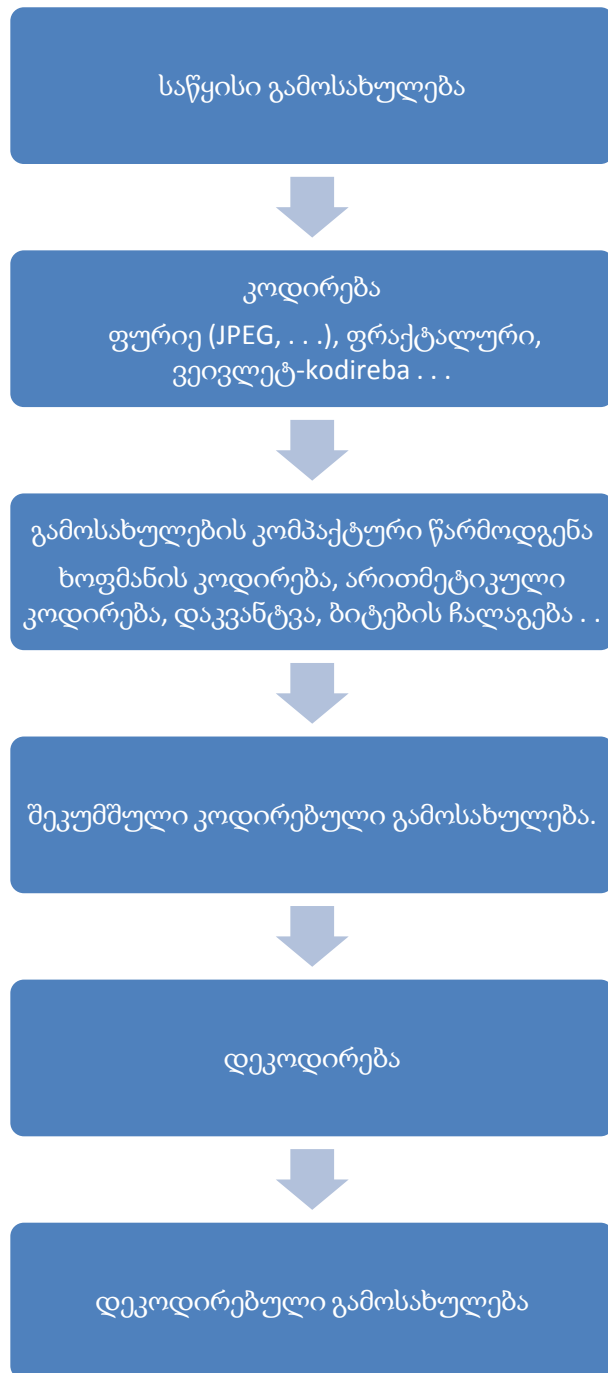 საწყისი გამოსახულება
კოდირება
ფურიე (JPEG, . . .), ფრაქტალური,
ვეივლეტ-kodireba . . .
გამოსახულების კომპაქტური წარმოდგენა
ხოფმანის კოდირება, არითმეტიკული
კოდირება, დაკვანტვა, ბიტების ჩალაგება . .
შეკუმშული კოდირებული გამოსახულება.
დეკოდირება
დეკოდირებული გამოსახულება